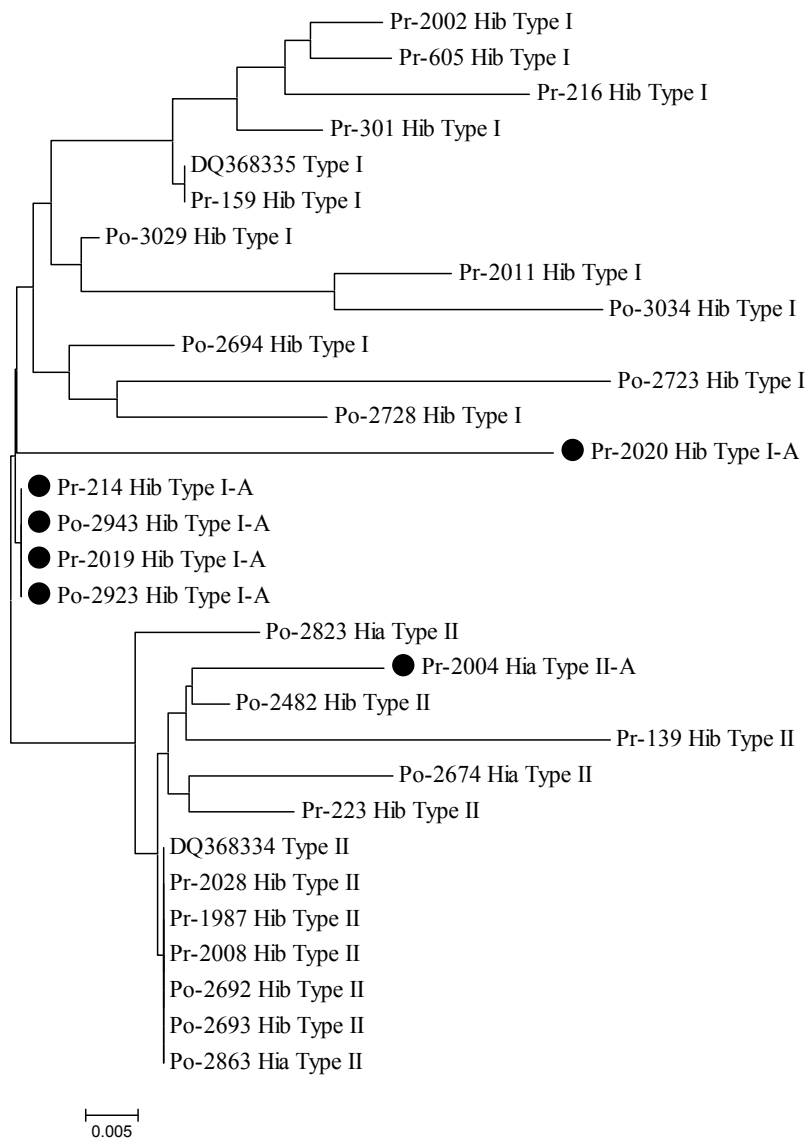 Pr-2002 Hib Type I
Pr-605 Hib Type I
Pr-216 Hib Type I
Pr-301 Hib Type I
DQ368335 Type I
Pr-159 Hib Type I
Po-3029 Hib Type I
Pr-2011 Hib Type I
Po-3034 Hib Type I
Po-2694 Hib Type I
Po-2723 Hib Type I
Po-2728 Hib Type I
Pr-2020 Hib Type I-A
Pr-214 Hib Type I-A
Po-2943 Hib Type I-A
Pr-2019 Hib Type I-A
Po-2923 Hib Type I-A
Po-2823 Hia Type II
Pr-2004 Hia Type II-A
Po-2482 Hib Type II
Pr-139 Hib Type II
Po-2674 Hia Type II
Pr-223 Hib Type II
DQ368334 Type II
Pr-2028 Hib Type II
Pr-1987 Hib Type II
Pr-2008 Hib Type II
Po-2692 Hib Type II
Po-2693 Hib Type II
Po-2863 Hia Type II
0.005